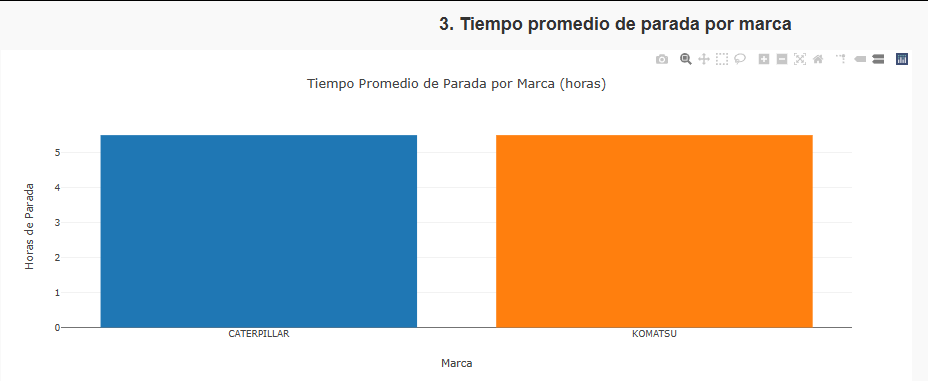 3. Tiempo promedio de parada por marca
Tiempo Promedio de Parada por Marca (horas)
Horas de Parada
5
4
3
2
1
0
CATERPILLAR
KOMATSU
Marca